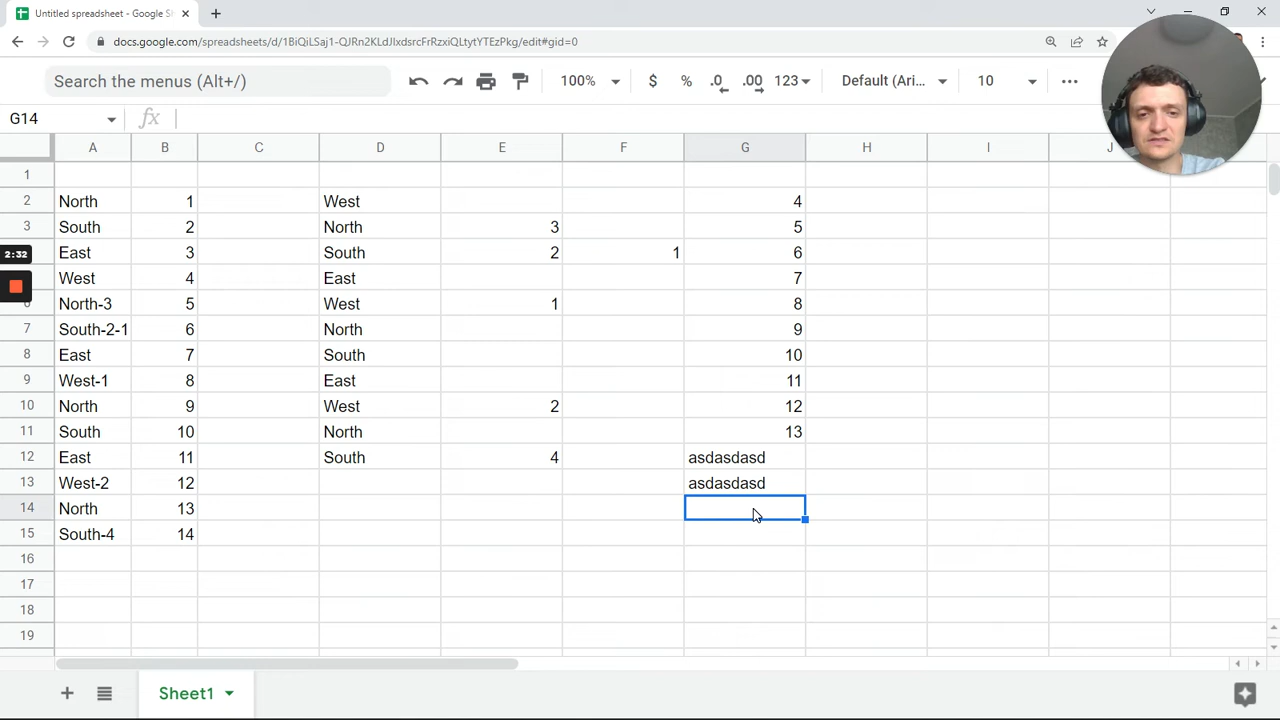 Untitled spreadsheet - Google S
docs.google.com/spreadsheets/d/1BiQiLSaj1-QJRn2KLdJlxdsrcFrRzxiQLtytYTEzPkg/edit#gid=0
Search the menus (Alt+/) 100% $ % .0 .00 123 Default (Ari... 10
G14 fx
A B C D E F G H I J
1
2 North 1 West 4
3 South 2 North 3 5
2:32 East 3 South 2 1 6
West 4 East 7
North-3 5 West 1 8
7 South-2-1 6 North 9
8 East 7 South 10
9 West-1 8 East 11
10 North 9 West 2 12
11 South 10 North 13
12 East 11 South 4 asdasdasd
13 West-2 12 asdasdasd
14 North 13
15 South-4 14
16
17
18
19
Sheet1